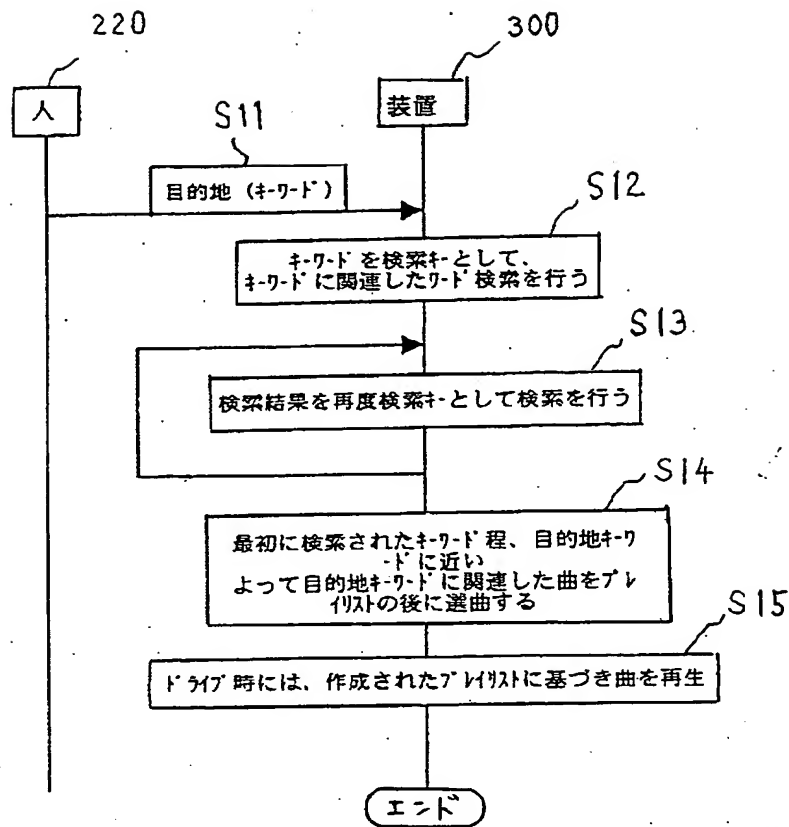 220
300
人
装置
S11
目的地（キーワード）
S12
キーワードを検索キーとして、
キーワードに関連したワード検索を行う
S13
検索結果を再度検索キーとして検索を行う
S14
最初に検索されたキーワード程、目的地キーワ
ードに近い
よって目的地キーワードに関連した曲をプレ
イリストの後に選曲する
S15
ドライブ時には、作成されたプレイリストに基づき曲を再生
エンド